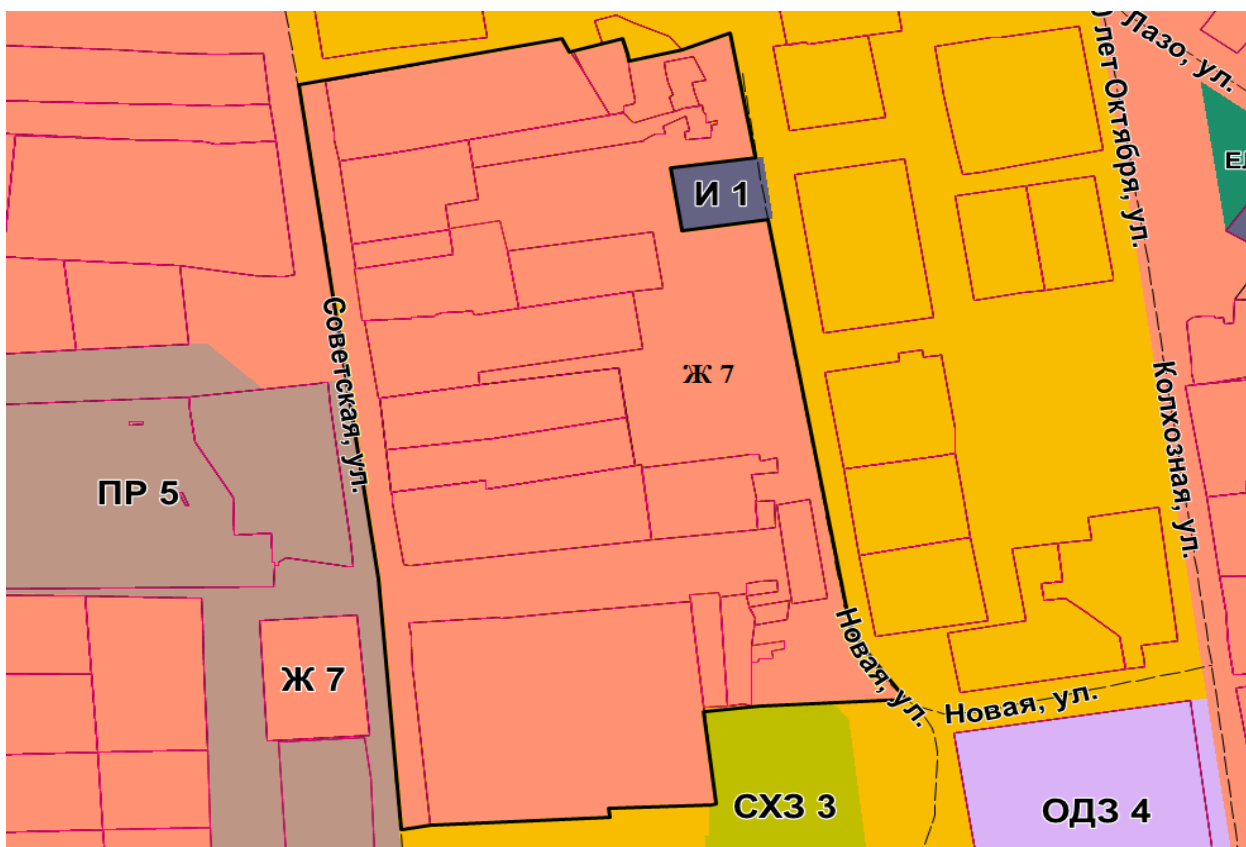 Лазо, ул.
лет Октября, ул.
И 1
Советская, ул.
Ж 7
Колхозная, ул.
ПР 5
Новая, ул.
Ж 7
Новая, ул.
СХЗ 3
ОДЗ 4